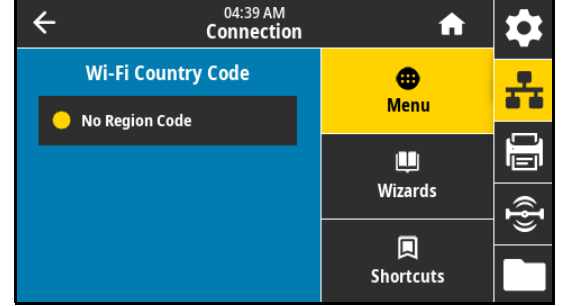 04:39 AM
Connection
Wi-Fi Country Code
No Region Code
Menu
Wizards
Shortcuts